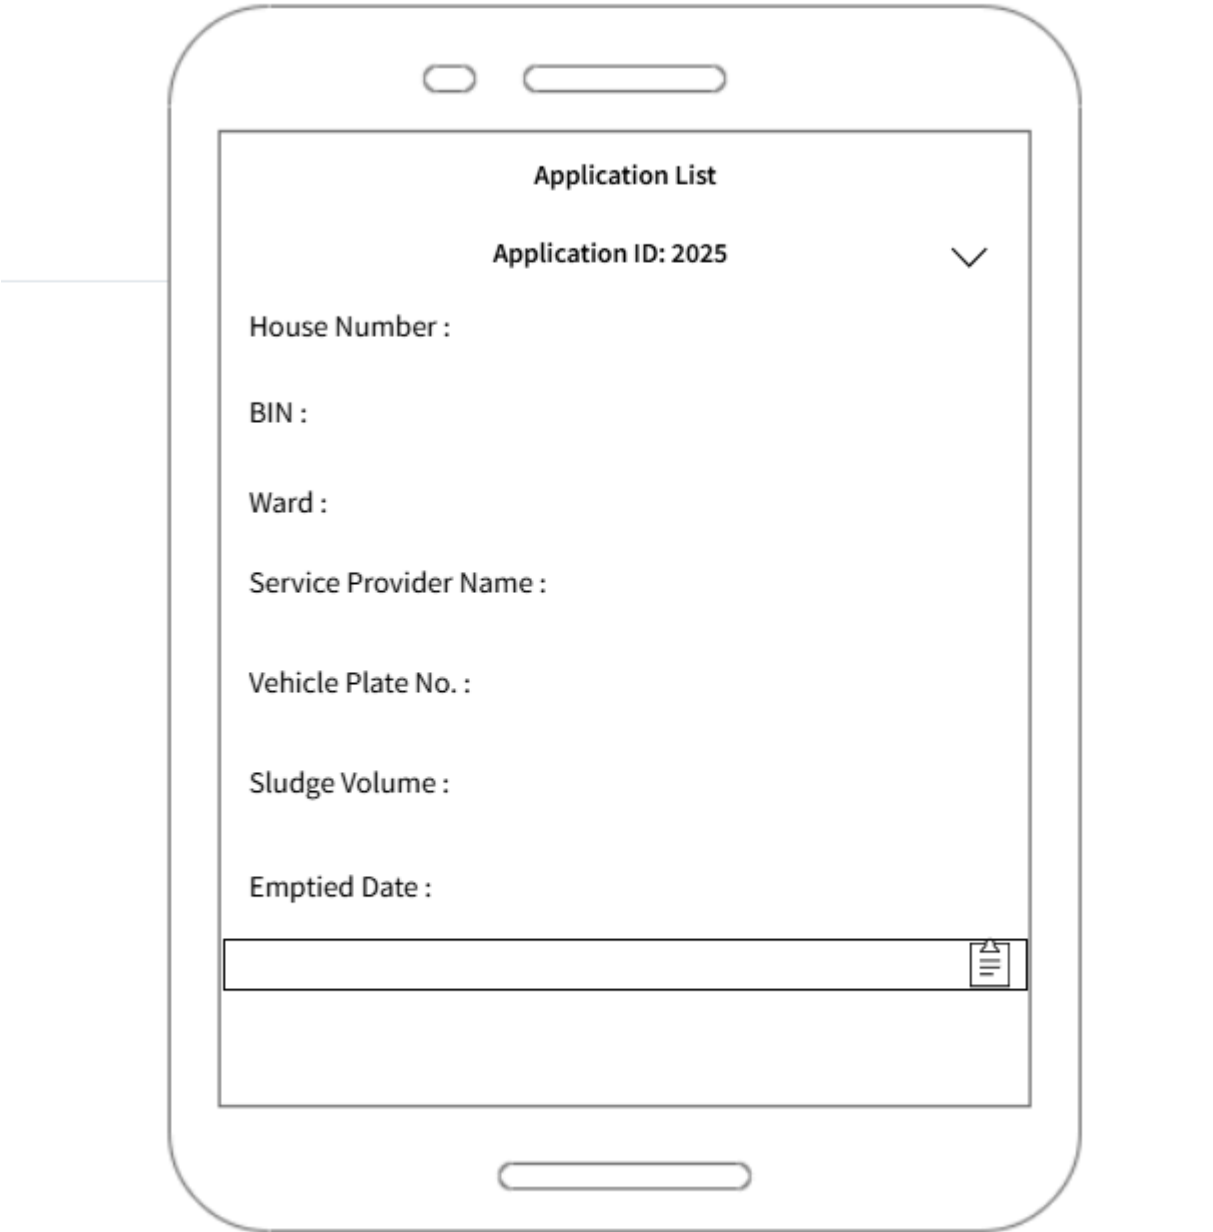 Application List
Application ID: 2025
House Number :
BIN :
Ward :
Service Provider Name :
Vehicle Plate No. :
Sludge Volume :
Emptied Date :